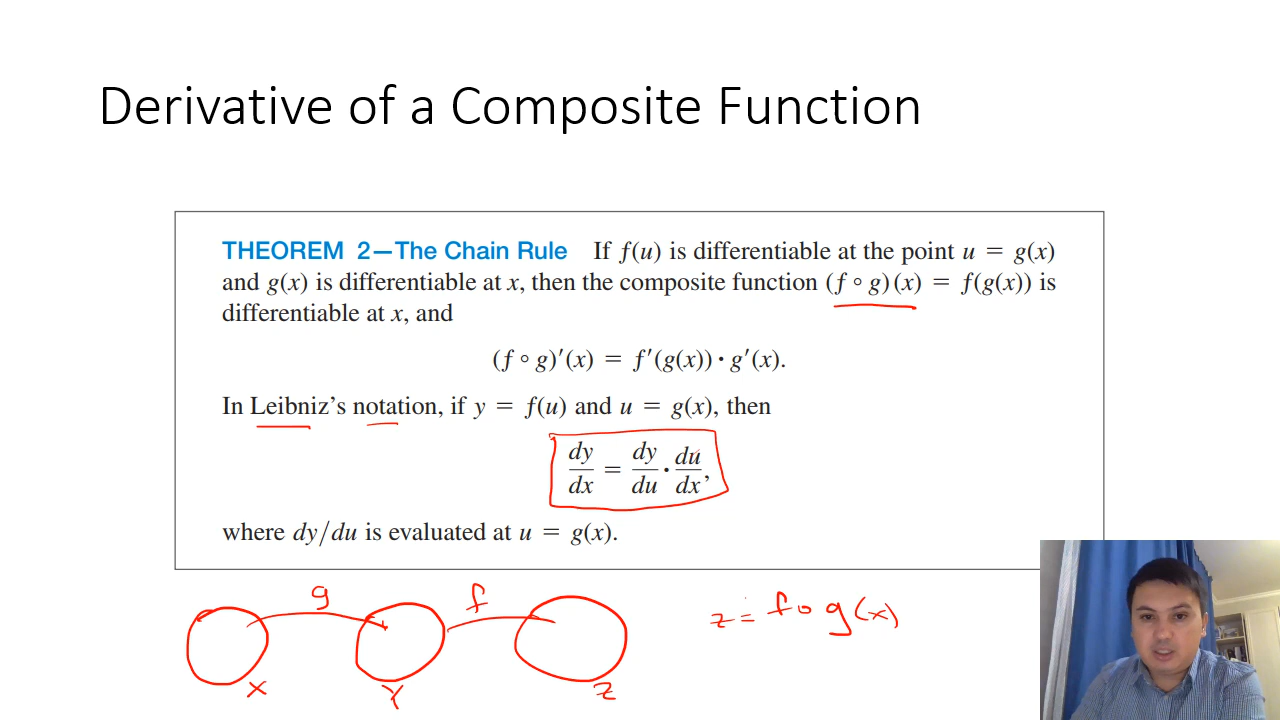 Derivative of a Composite Function
THEOREM 2—The Chain Rule If f(u) is differentiable at the point u = g(x)
and g(x) is differentiable at x, then the composite function (f ∘ g)(x) = f(g(x)) is
differentiable at x, and
(f ∘ g)′(x) = f′(g(x)) · g′(x).
In Leibniz's notation, if y = f(u) and u = g(x), then
dy/dx = dy/du · du/dx,
where dy/du is evaluated at u = g(x).
g f
z = f∘g(x)
X Y Z